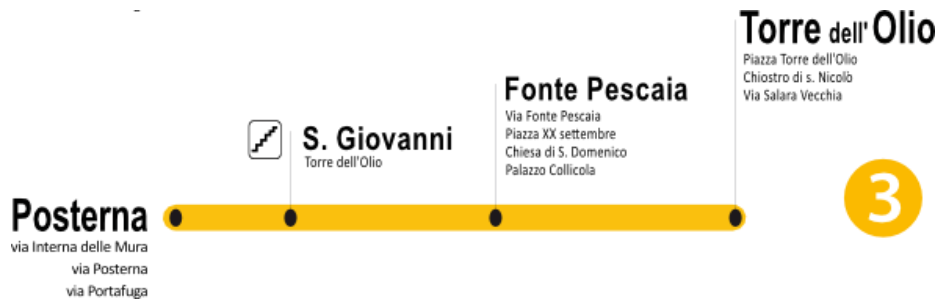 Torre dell' Olio
Piazza Torre dell'Olio
Chiostro di s. Nicolò
Via Salara Vecchia
Fonte Pescaia
Via Fonte Pescaia
Piazza XX settembre
Chiesa di S. Domenico
Palazzo Collicola
S. Giovanni
Torre dell'Olio
Posterna
via Interna delle Mura
via Posterna
via Portafuga
3